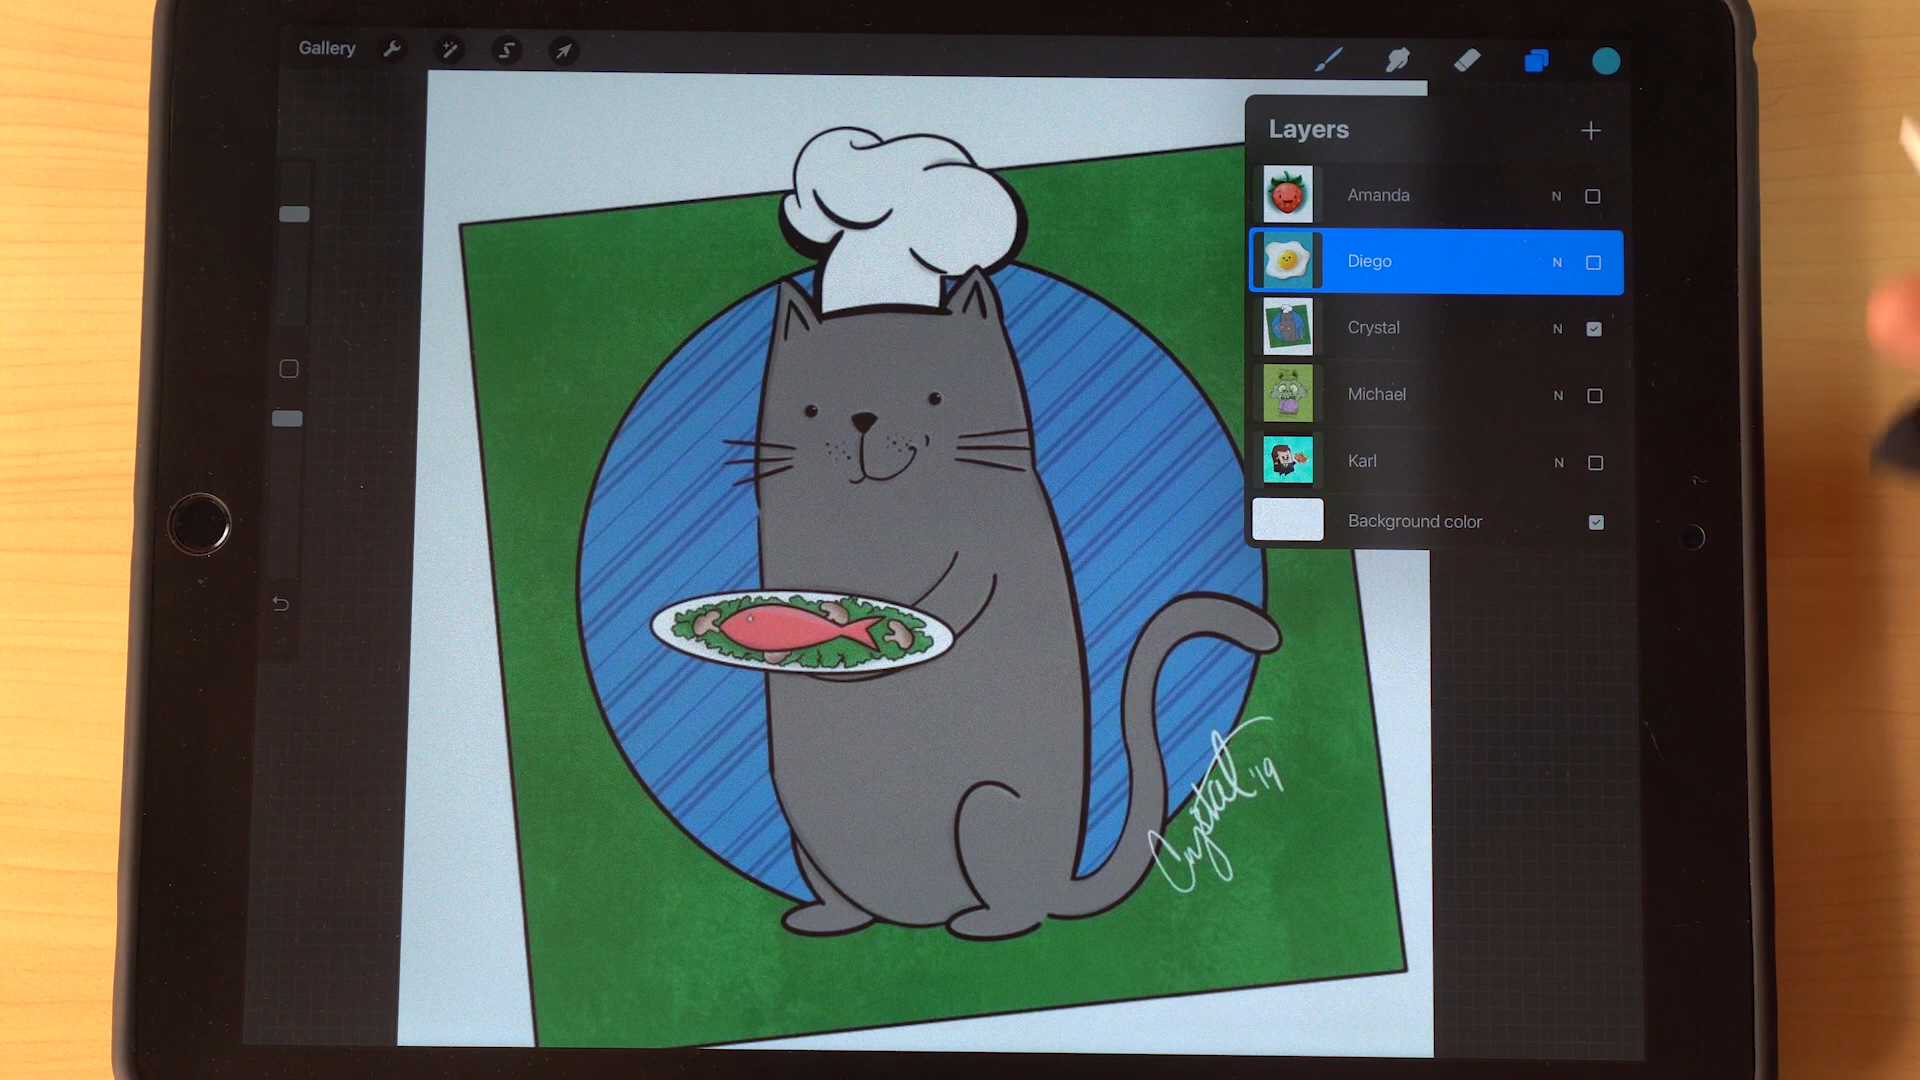 Gallery
Layers
Amanda N
Diego N
Crystal N
Michael N
Karl N
Background color
Crystal '19